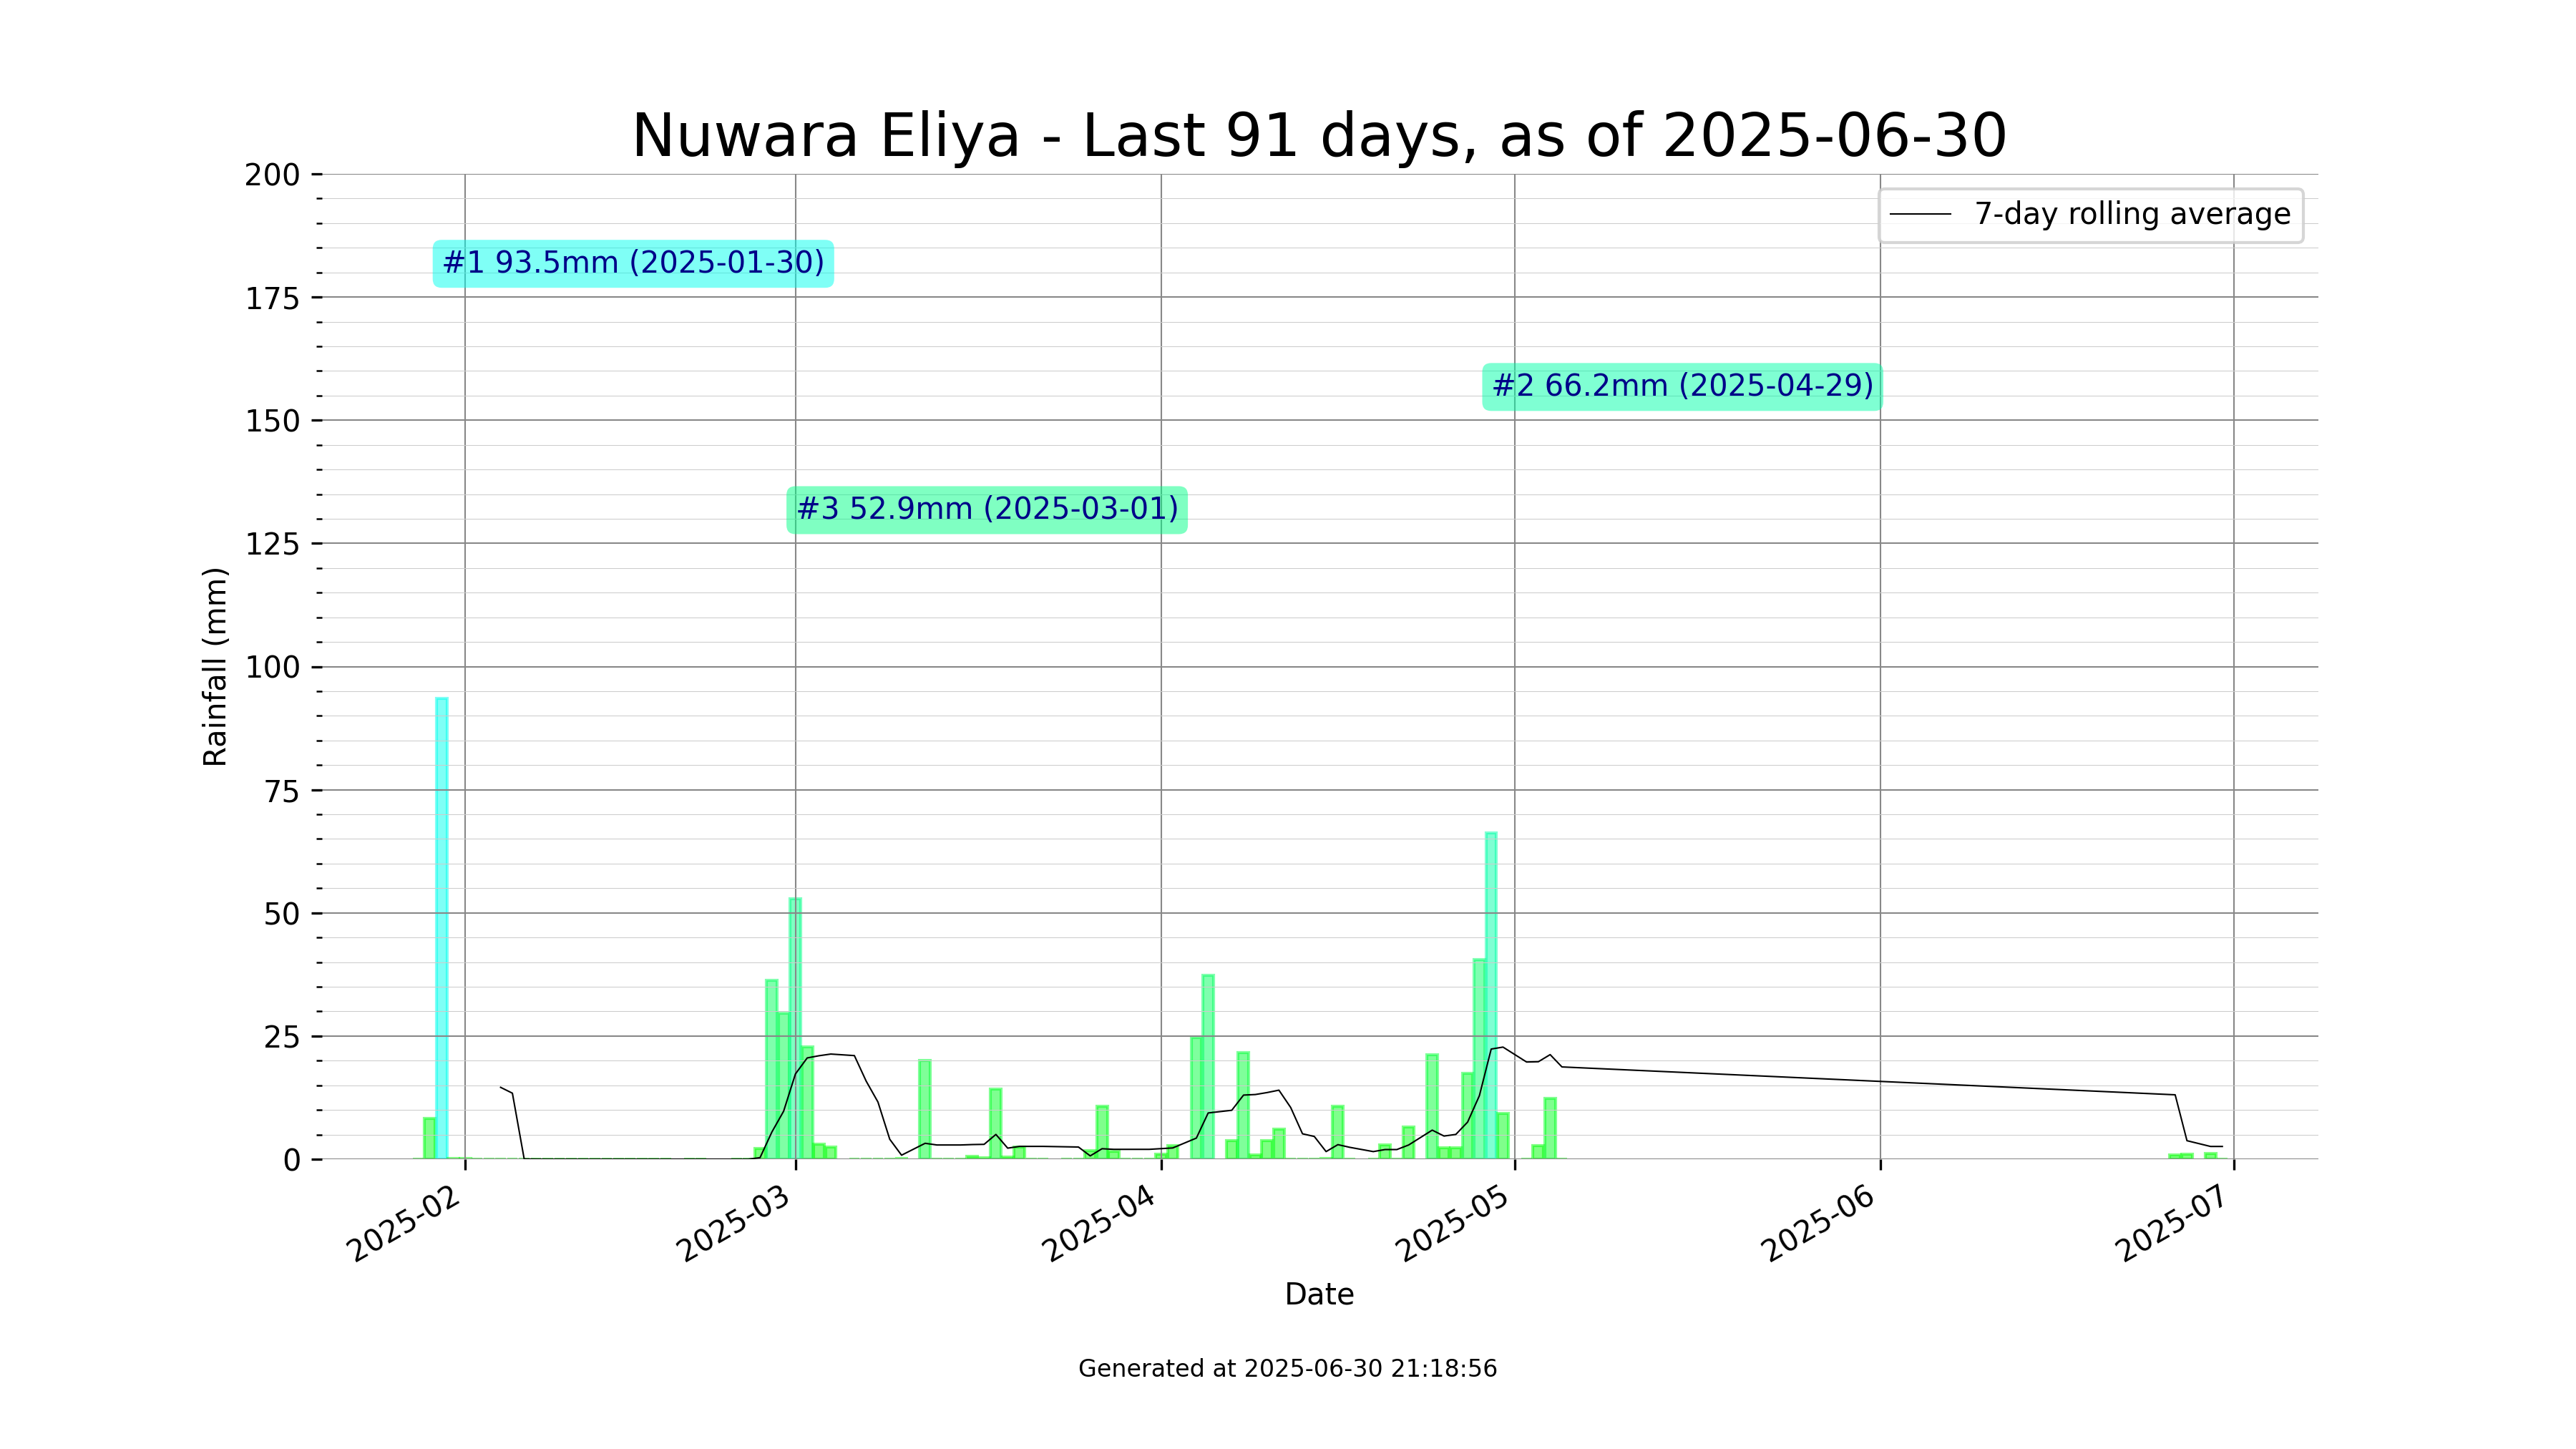 Nuwara Eliya - Last 91 days, as of 2025-06-30
7-day rolling average
#1 93.5mm (2025-01-30)
#2 66.2mm (2025-04-29)
#3 52.9mm (2025-03-01)
Rainfall (mm)
200
175
150
125
100
75
50
25
0
2025-02
2025-03
2025-04
2025-05
2025-06
2025-07
Date
Generated at 2025-06-30 21:18:56